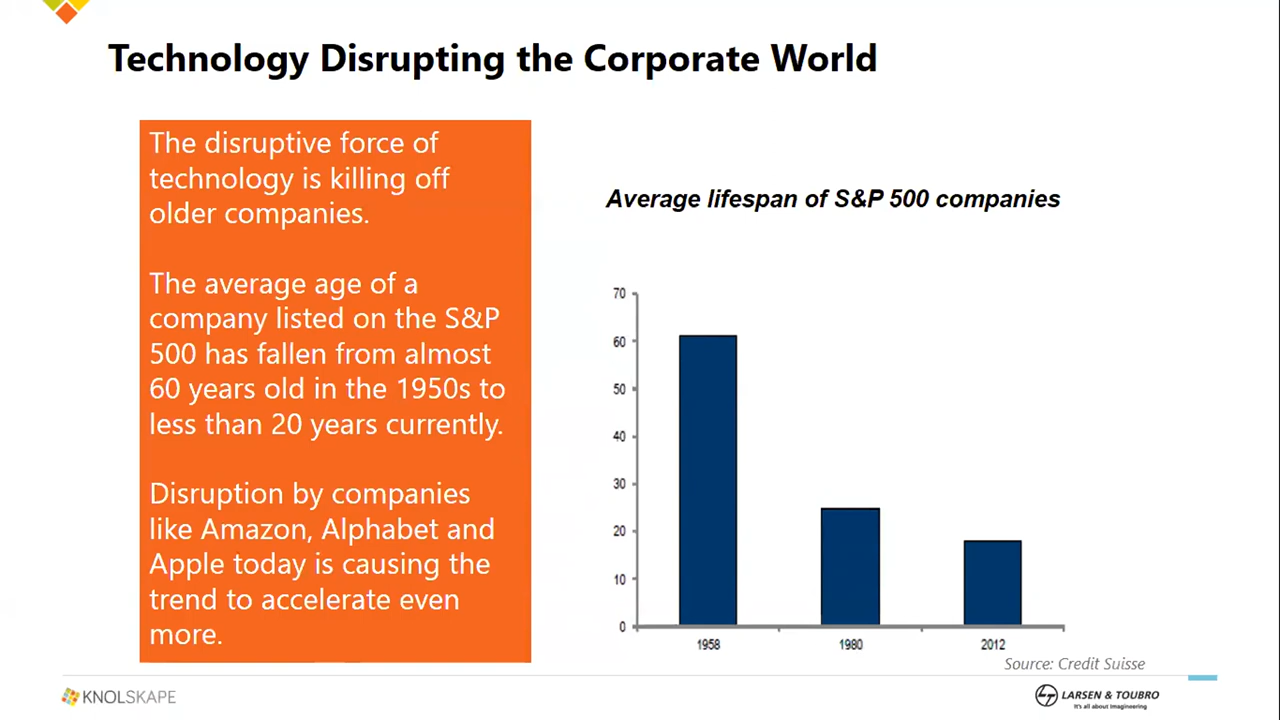 Technology Disrupting the Corporate World
The disruptive force of
technology is killing off
older companies.
The average age of a
company listed on the S&P
500 has fallen from almost
60 years old in the 1950s to
less than 20 years currently.
Disruption by companies
like Amazon, Alphabet and
Apple today is causing the
trend to accelerate even
more.
Average lifespan of S&P 500 companies
70
60
50
40
30
20
10
0
1958 1980 2012
Source: Credit Suisse
KNOLSKAPE
LARSEN & TOUBRO
It's all about Imagineering